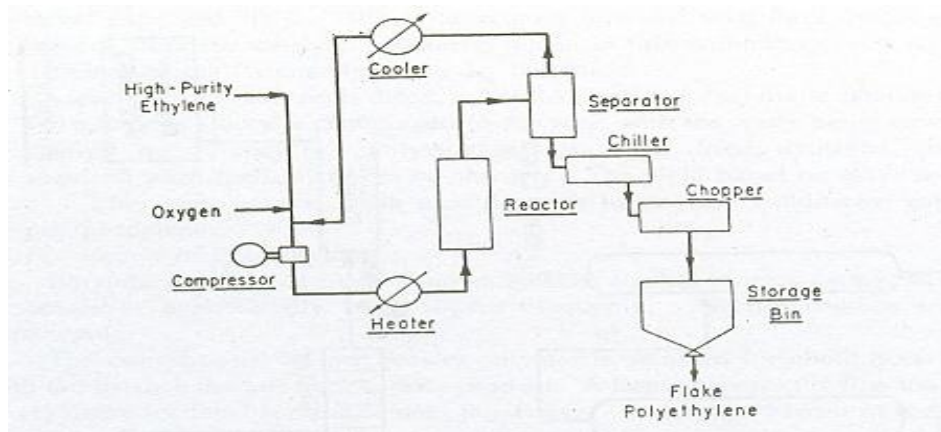 Cooler
High-Purity
Ethylene
Separator
Chiller
Chopper
Oxygen
Reactor
Compressor
Heater
Storage
Bin
Flake
Polyethylene